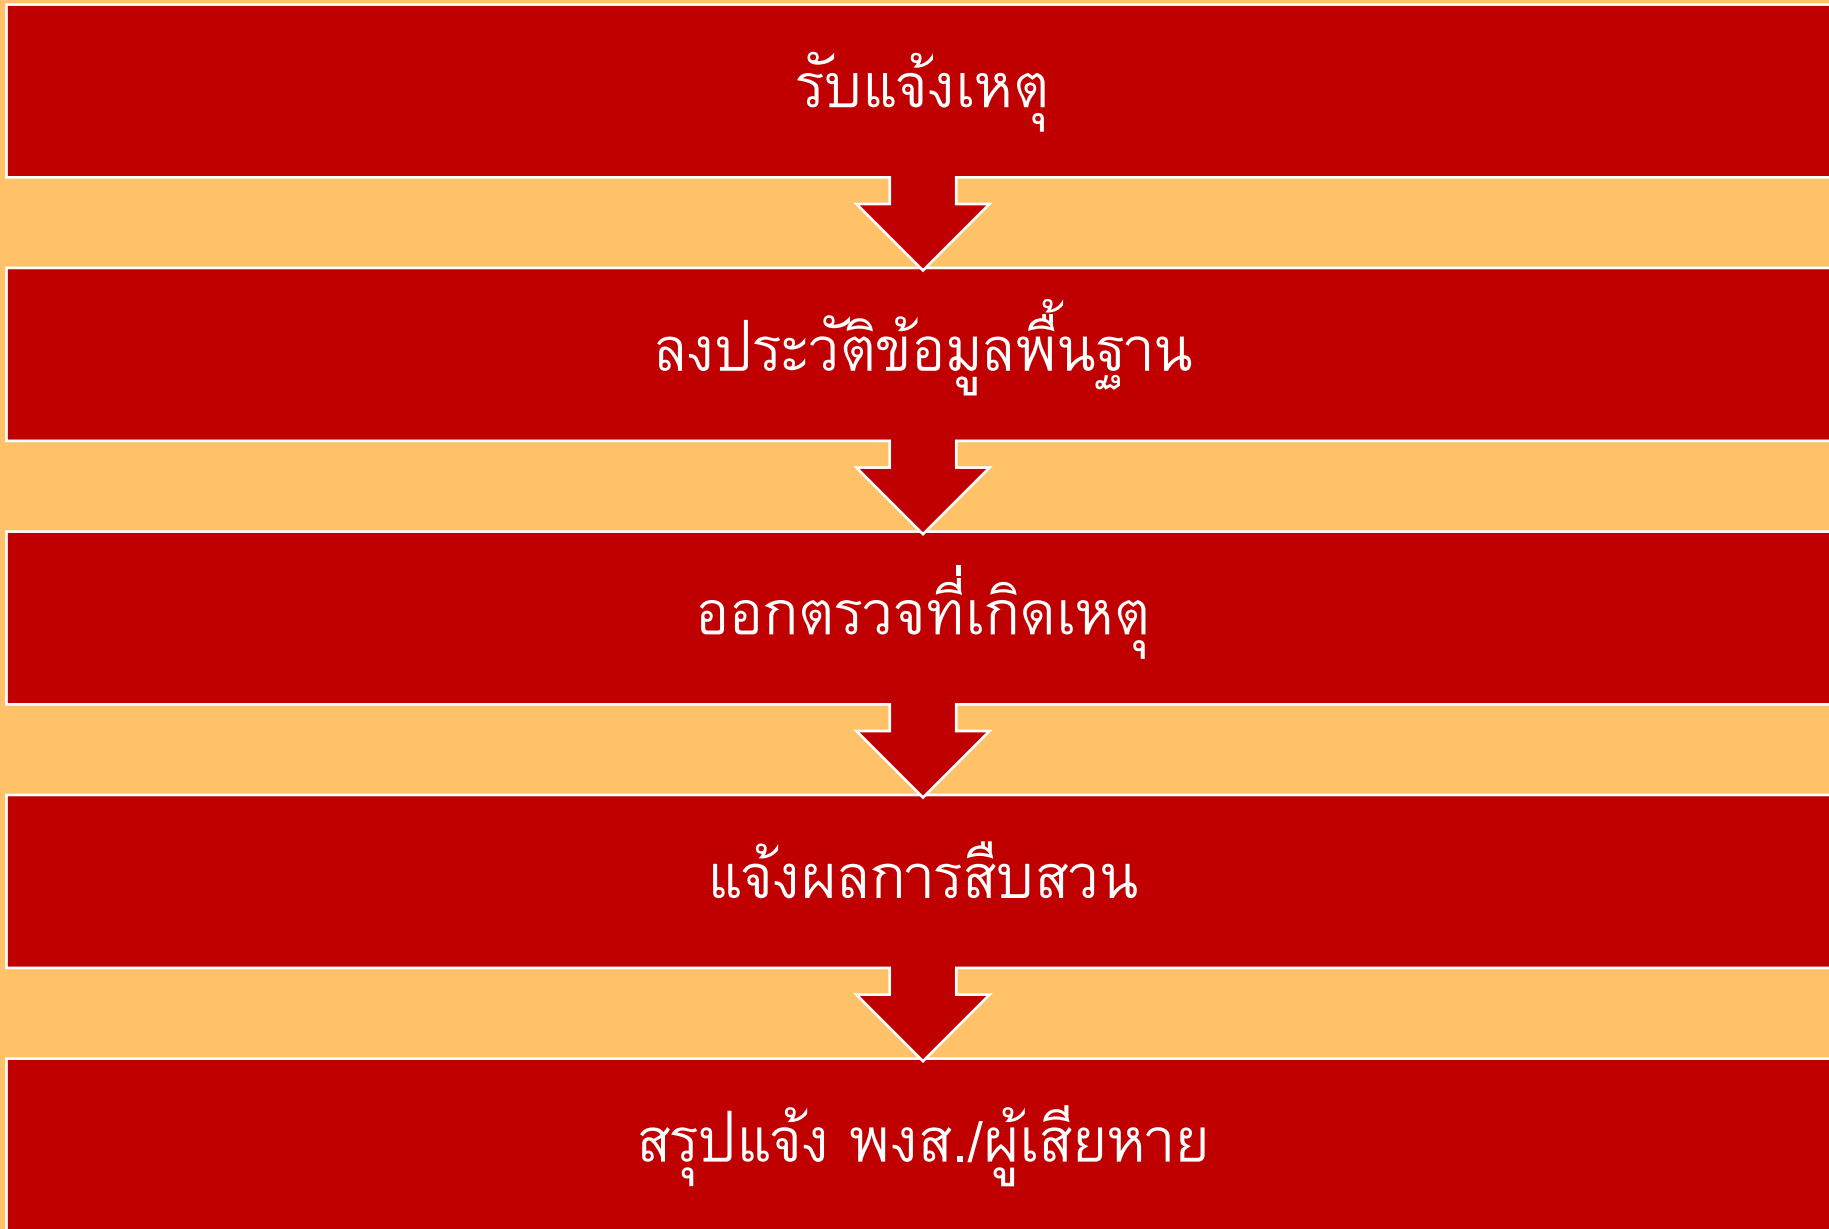 รับแจ้งเหตุ
ลงประวัติข้อมูลพื้นฐาน
ออกตรวจที่เกิดเหตุ
แจ้งผลการสืบสวน
สรุปแจ้ง พงส./ผู้เสียหาย